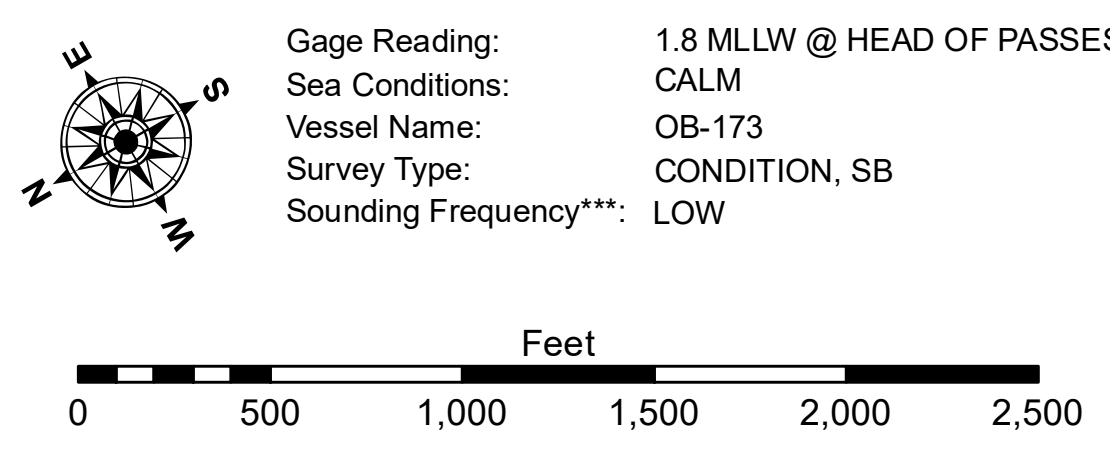 E
S
N
W
Gage Reading: 1.8 MLLW @ HEAD OF PASSES
Sea Conditions: CALM
Vessel Name: OB-173
Survey Type: CONDITION, SB
Sounding Frequency***: LOW
Feet
0 500 1,000 1,500 2,000 2,500